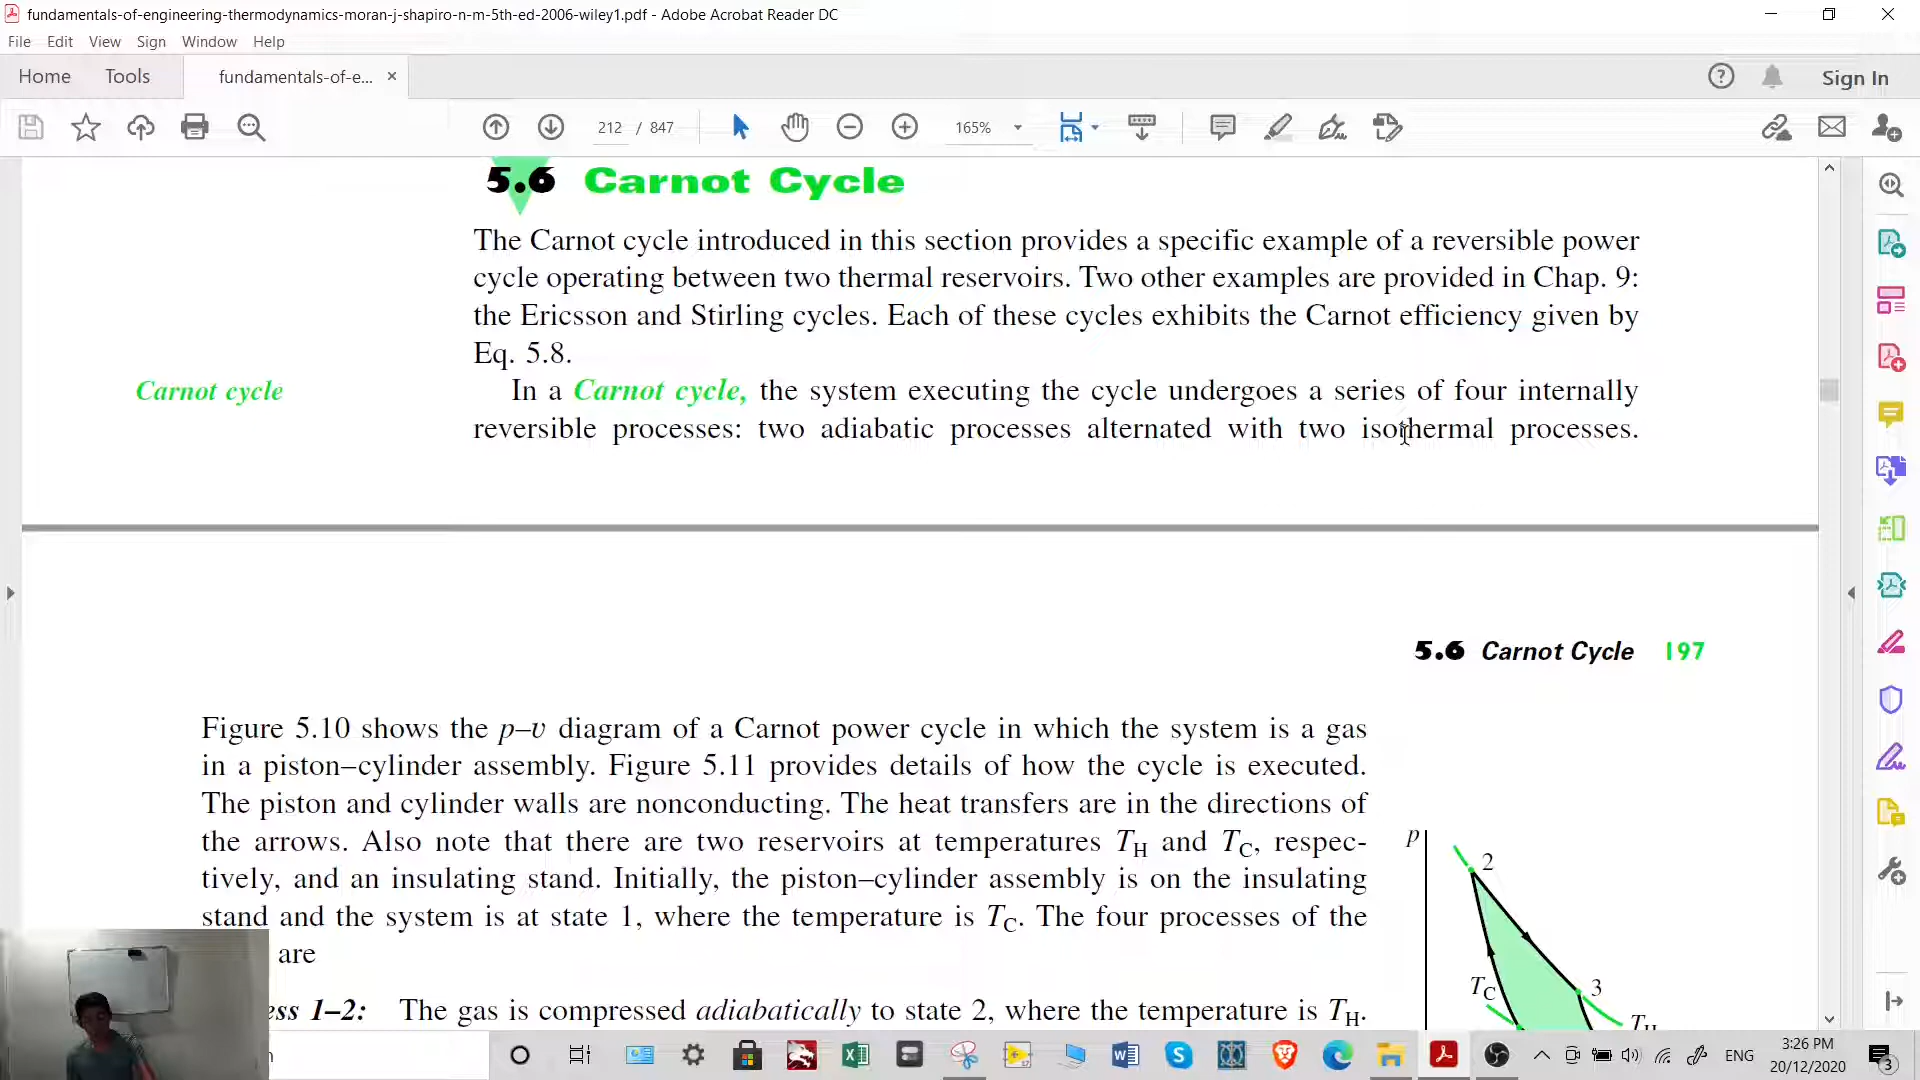 fundamentals-of-engineering-thermodynamics-moran-j-shapiro-n-m-5th-ed-2006-wiley1.pdf - Adobe Acrobat Reader DC
File Edit View Sign Window Help
Home Tools fundamentals-of-e... × Sign In
212 / 847 165%
5.6 Carnot Cycle
The Carnot cycle introduced in this section provides a specific example of a reversible power
cycle operating between two thermal reservoirs. Two other examples are provided in Chap. 9:
the Ericsson and Stirling cycles. Each of these cycles exhibits the Carnot efficiency given by
Eq. 5.8.
Carnot cycle
In a Carnot cycle, the system executing the cycle undergoes a series of four internally
reversible processes: two adiabatic processes alternated with two isothermal processes.
5.6 Carnot Cycle 197
Figure 5.10 shows the p–v diagram of a Carnot power cycle in which the system is a gas
in a piston–cylinder assembly. Figure 5.11 provides details of how the cycle is executed.
The piston and cylinder walls are nonconducting. The heat transfers are in the directions of
the arrows. Also note that there are two reservoirs at temperatures TH and TC, respec-
tively, and an insulating stand. Initially, the piston–cylinder assembly is on the insulating
stand and the system is at state 1, where the temperature is TC. The four processes of the
are
ess 1–2: The gas is compressed adiabatically to state 2, where the temperature is TH.
p
2
3
TC
TH
n
ENG
3:26 PM
20/12/2020
3